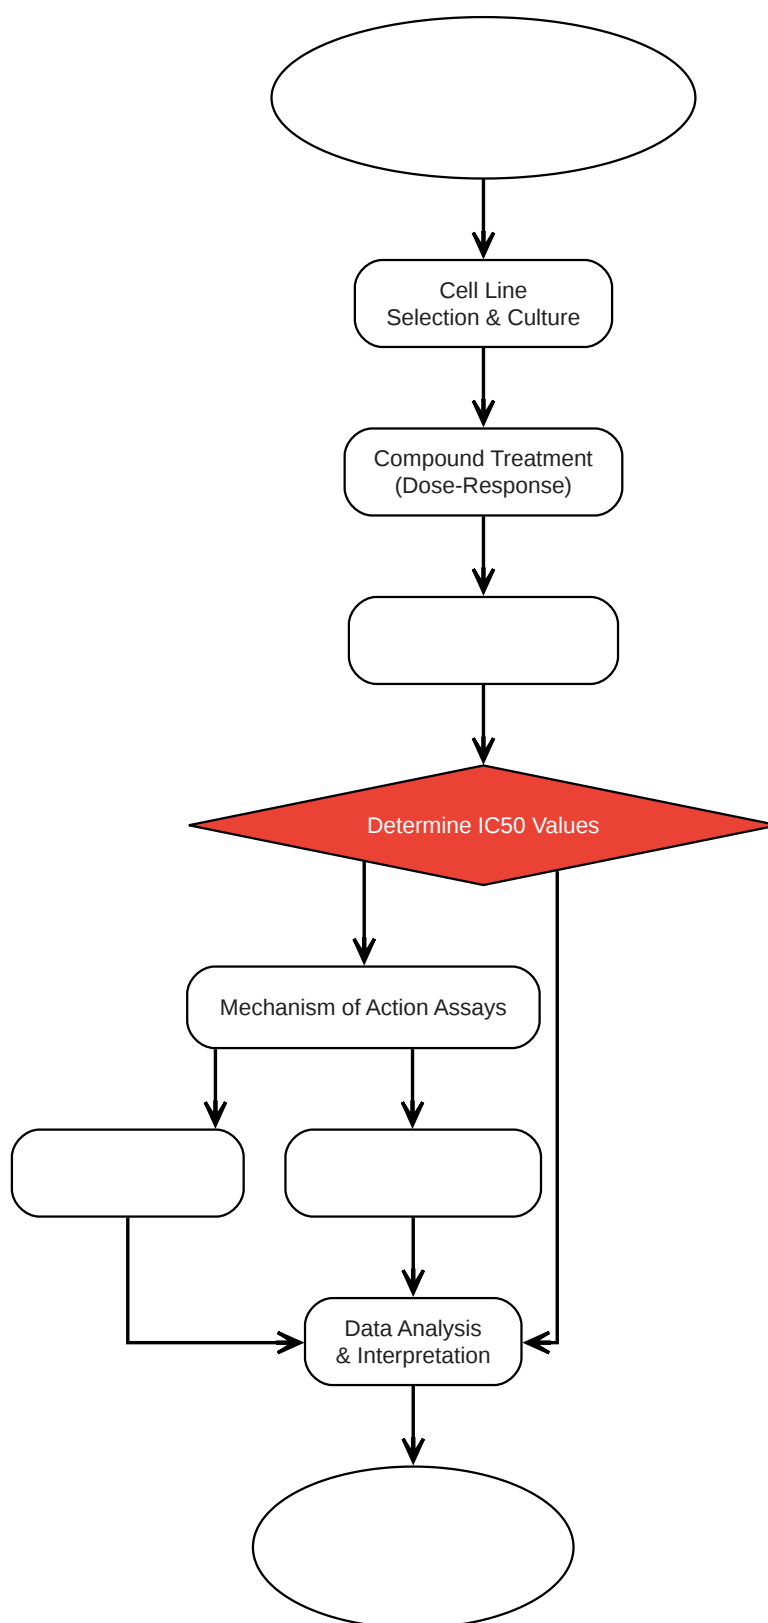 Cell Line
Selection & Culture
Compound Treatment
(Dose-Response)
Determine IC50 Values
Mechanism of Action Assays
Data Analysis
& Interpretation